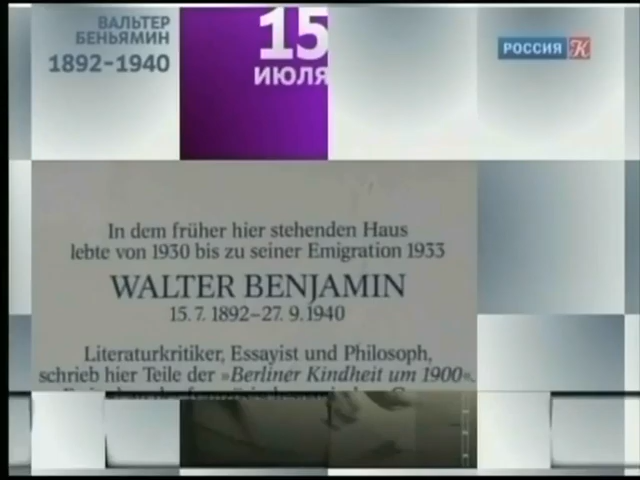 ВАЛЬТЕР
БЕНЬЯМИН
1892-1940
15
ИЮЛЯ
РОССИЯ К
In dem früher hier stehenden Haus
lebte von 1930 bis zu seiner Emigration 1933
WALTER BENJAMIN
15. 7. 1892–27. 9. 1940
Literaturkritiker, Essayist und Philosoph,
schrieb hier Teile der »Berliner Kindheit um 1900«.